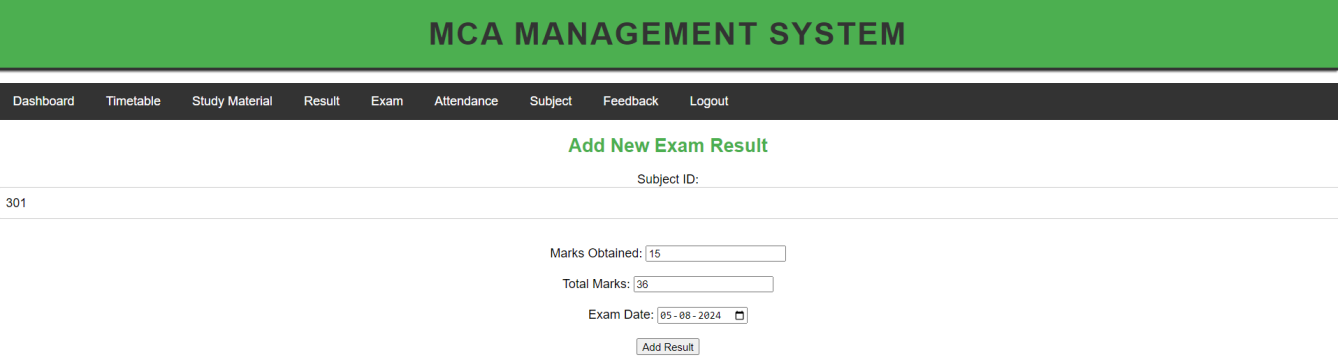 MCA MANAGEMENT SYSTEM
Dashboard Timetable Study Material Result Exam Attendance Subject Feedback Logout
Add New Exam Result
Subject ID:
301
Marks Obtained: 15
Total Marks: 36
Exam Date: 05-08-2024
Add Result